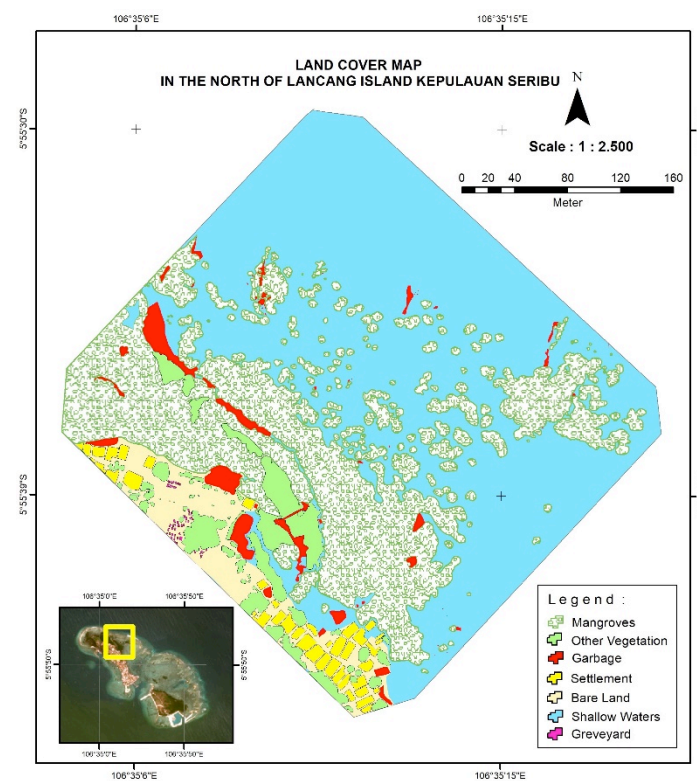 106°35'6"E
106°35'15"E
LAND COVER MAP
IN THE NORTH OF LANCANG ISLAND KEPULAUAN SERIBU
N
5°55'30"S
Scale : 1 : 2.500
0 20 40 80 120 160
Meter
5°55'39"S
Legend :
Mangroves
Other Vegetation
Garbage
Settlement
Bare Land
Shallow Waters
Greveyard
106°35'0"E
106°35'50"E
5°55'50"S
5°55'50"S
106°35'0"E
106°35'50"E
106°35'6"E
106°35'15"E